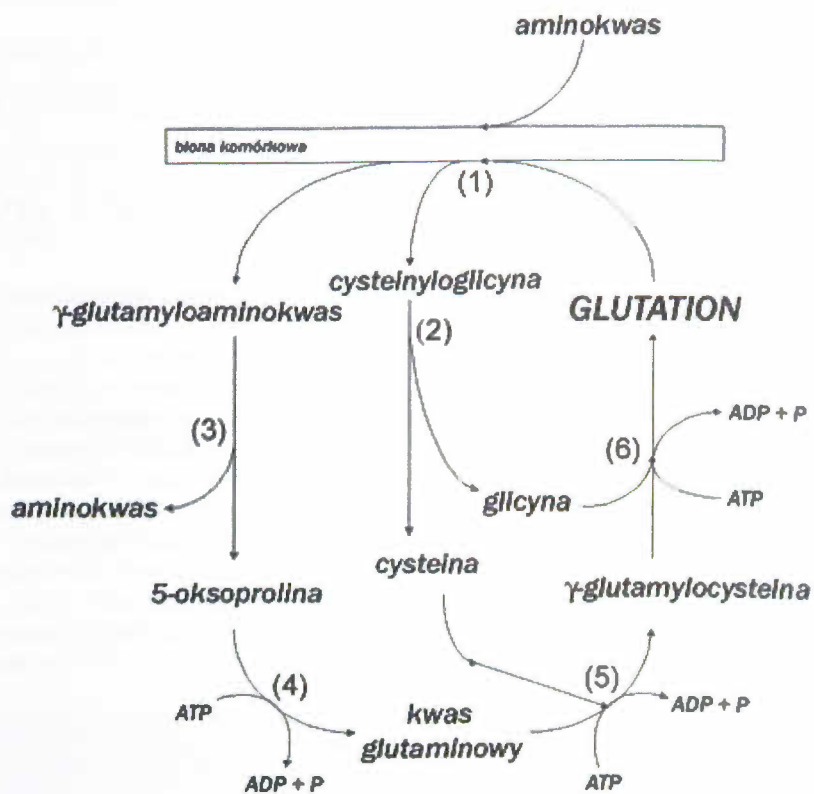 aminokwas
błona komórkowa
(1)
cysteinyloglicyna
γ-glutamyloaminokwas
GLUTATION
(2)
(3)
ADP + P
(6)
aminokwas
glicyna
ATP
cysteina
5-oksoprolina
γ-glutamylocysteina
(4)
(5)
ATP
kwas
glutaminowy
ADP + P
ADP + P
ATP